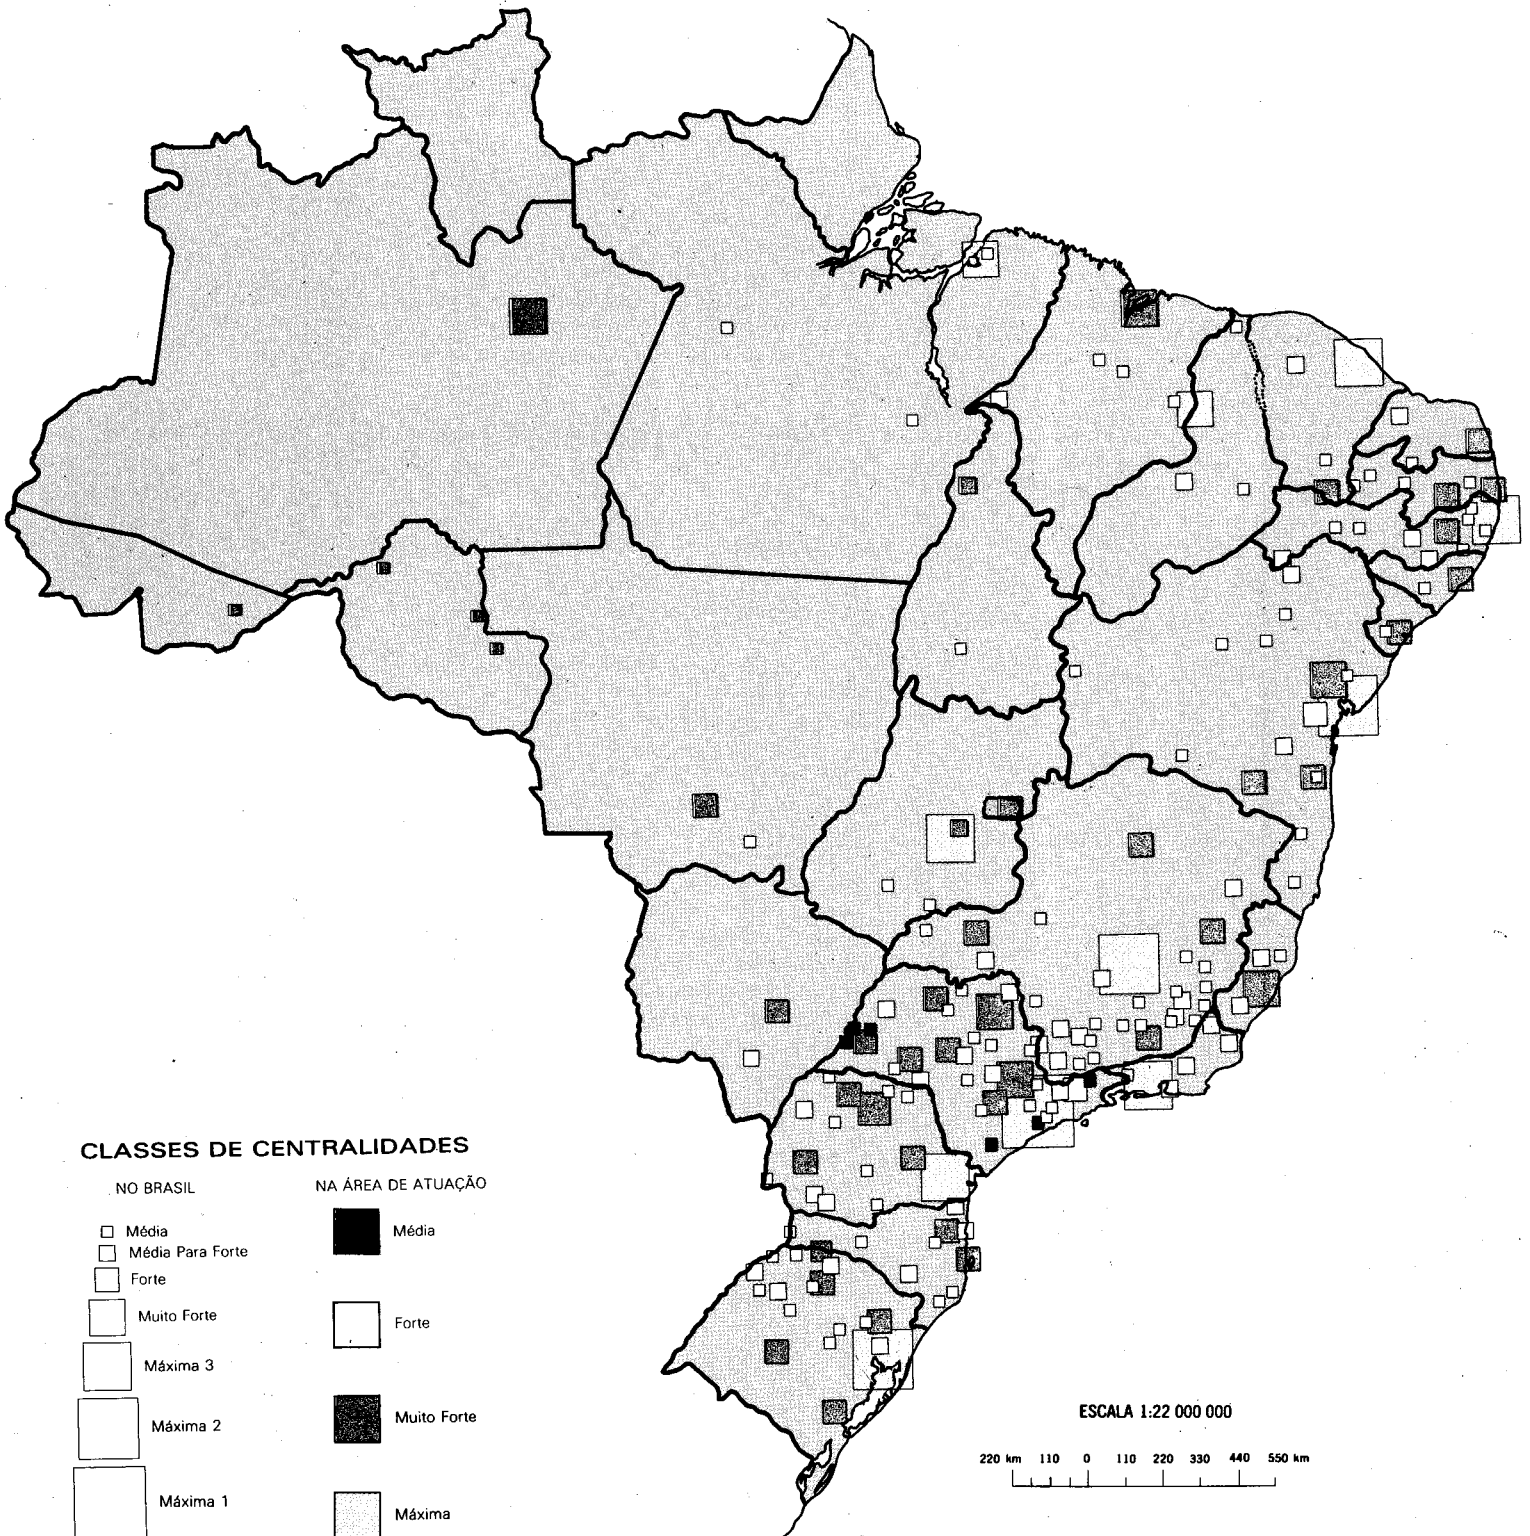 CLASSES DE CENTRALIDADES
NO BRASIL
Média
Média Para Forte
Forte
Muito Forte
Máxima 3
Máxima 2
Máxima 1
NA ÁREA DE ATUAÇÃO
Média
Forte
Muito Forte
Máxima
ESCALA 1:22 000 000
220 km 110 0 110 220 330 440 550 km